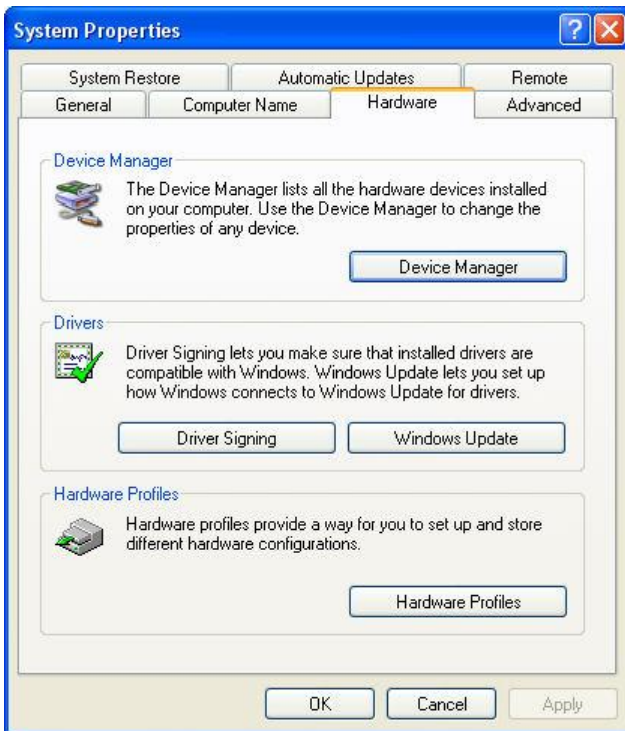 System Properties
System Restore
Automatic Updates
Remote
General
Computer Name
Hardware
Advanced
Device Manager
The Device Manager lists all the hardware devices installed
on your computer. Use the Device Manager to change the
properties of any device.
Device Manager
Drivers
Driver Signing lets you make sure that installed drivers are
compatible with Windows. Windows Update lets you set up
how Windows connects to Windows Update for drivers.
Driver Signing
Windows Update
Hardware Profiles
Hardware profiles provide a way for you to set up and store
different hardware configurations.
Hardware Profiles
OK
Cancel
Apply